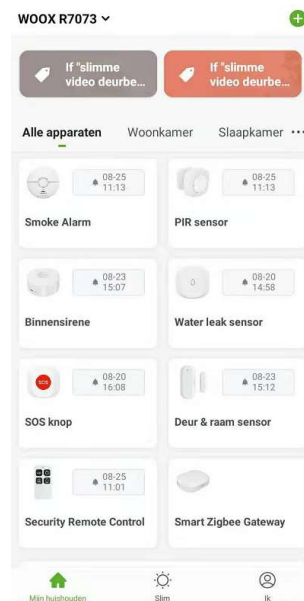 WOOX R7073
If "slimme
video deurbe...
If "slimme
video deurbe...
Alle apparaten Woonkamer Slaapkamer
08-25
11:13
Smoke Alarm
08-25
11:13
PIR sensor
08-23
15:07
Binnensirene
08-20
14:58
Water leak sensor
SOS
08-20
16:08
SOS knop
08-23
15:12
Deur & raam sensor
08-25
11:01
Security Remote Control
Smart Zigbee Gateway
Mijn huishouden Slim Ik